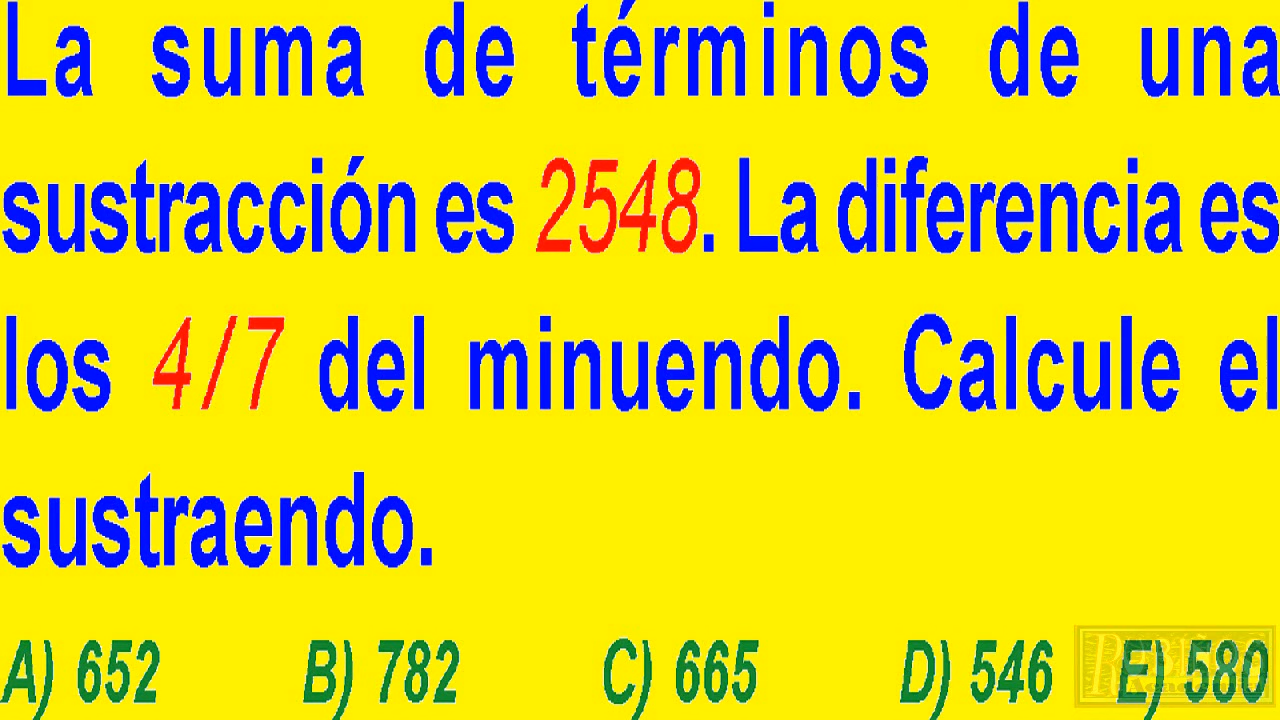 La suma de términos de una
sustracción es 2548. La diferencia es
los 4/7 del minuendo. Calcule el
sustraendo.
A) 652 B) 782 C) 665 D) 546 E) 580